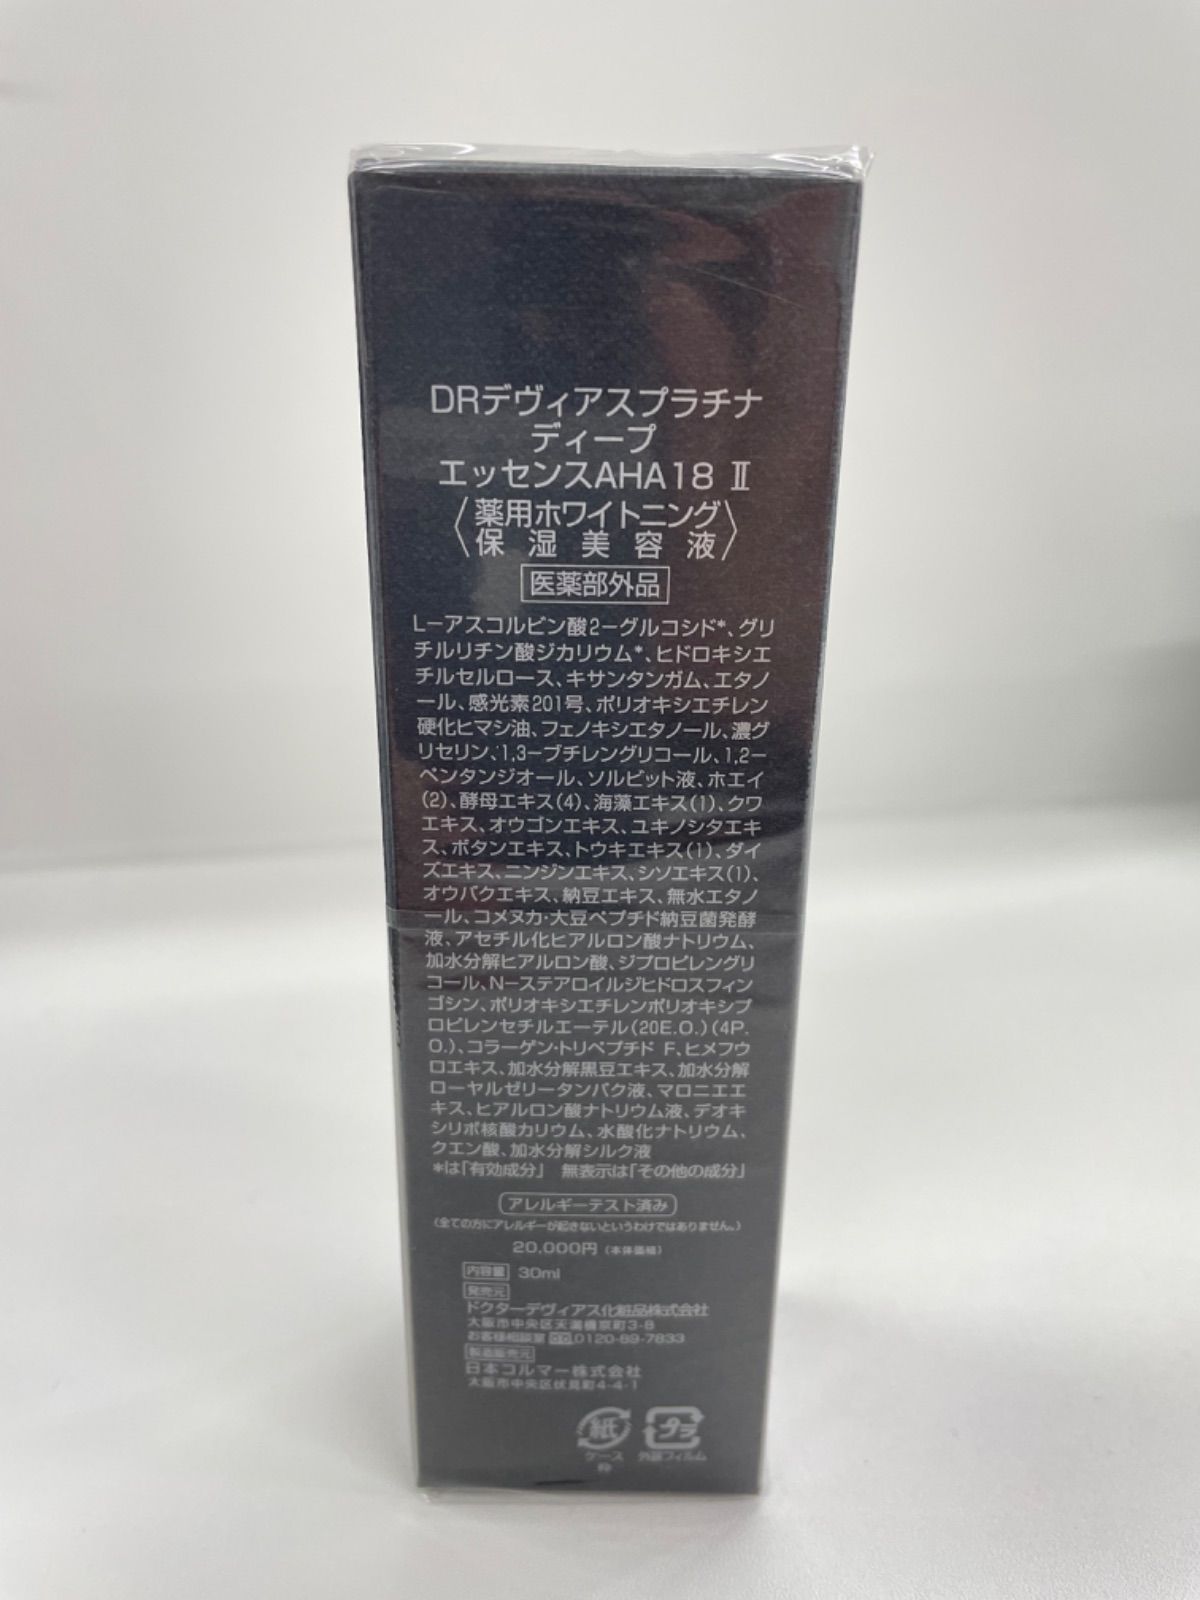 DRデヴィアスプラチナ
ディープ
エッセンスAHA18 Ⅱ
〈薬用ホワイトニング
保湿美容液〉
医薬部外品
L−アスコルビン酸2−グルコシド*、グリ
チルリチン酸ジカリウム*、ヒドロキシエ
チルセルロース、キサンタンガム、エタノ
ール、感光素201号、ポリオキシエチレン
硬化ヒマシ油、フェノキシエタノール、濃グ
リセリン、1,3−ブチレングリコール、1,2−
ペンタンジオール、ソルビット液、ホエイ
(2)、酵母エキス(4)、海藻エキス(1)、クワ
エキス、オウゴンエキス、ユキノシタエキ
ス、ボタンエキス、トウキエキス(1)、ダイ
ズエキス、ニンジンエキス、シソエキス(1)、
オウバクエキス、納豆エキス、無水エタノ
ール、コメヌカ・大豆ペプチド納豆菌発酵
液、アセチル化ヒアルロン酸ナトリウム、
加水分解ヒアルロン酸、ジプロピレングリ
コール、N−ステアロイルジヒドロスフィン
ゴシン、ポリオキシエチレンポリオキシプ
ロピレンセチルエーテル(20E.O.)(4P.
O.)、コラーゲン・トリペプチド F、ヒメフウ
ロエキス、加水分解黒豆エキス、加水分解
ローヤルゼリータンパク液、マロニエエ
キス、ヒアルロン酸ナトリウム液、デオキ
シリボ核酸カリウム、水酸化ナトリウム、
クエン酸、加水分解シルク液
*は「有効成分」 無表示は「その他の成分」
アレルギーテスト済み
(全ての方にアレルギーが起きないというわけではありません。)
20,000円(本体価格)
内容量 30ml
発売元
ドクターデヴィアス化粧品株式会社
大阪市中央区天満橋京町3-8
お客様相談室 0120-89-7833
製造販売元
日本コルマー株式会社
大阪市中央区伏見町4-4-1
紙 プラ
ケース 外装フィルム
枠